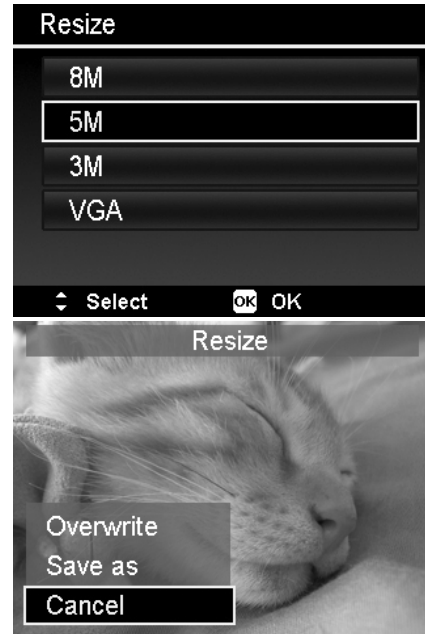 Resize
8M
5M
3M
VGA
Select OK OK
Resize
Overwrite
Save as
Cancel